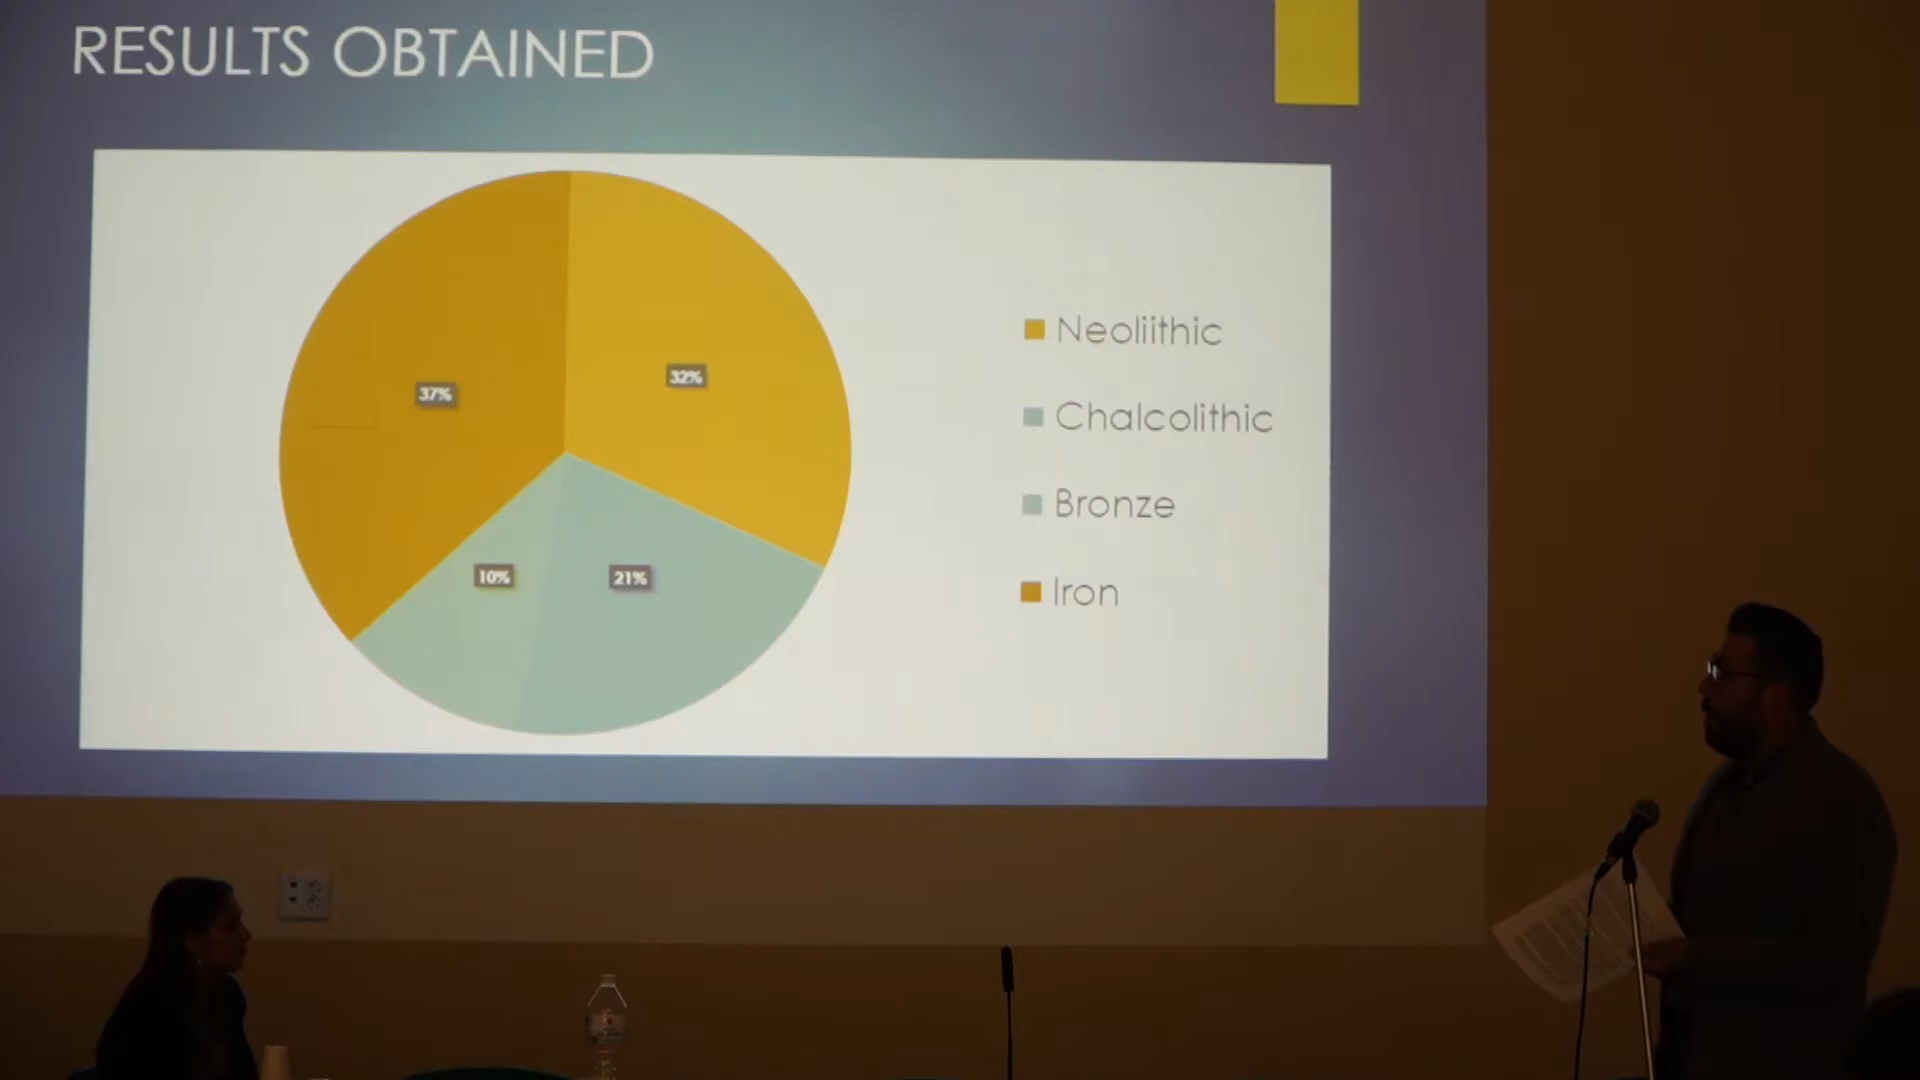 RESULTS OBTAINED
37%
32%
10%
21%
Neoliithic
Chalcolithic
Bronze
Iron